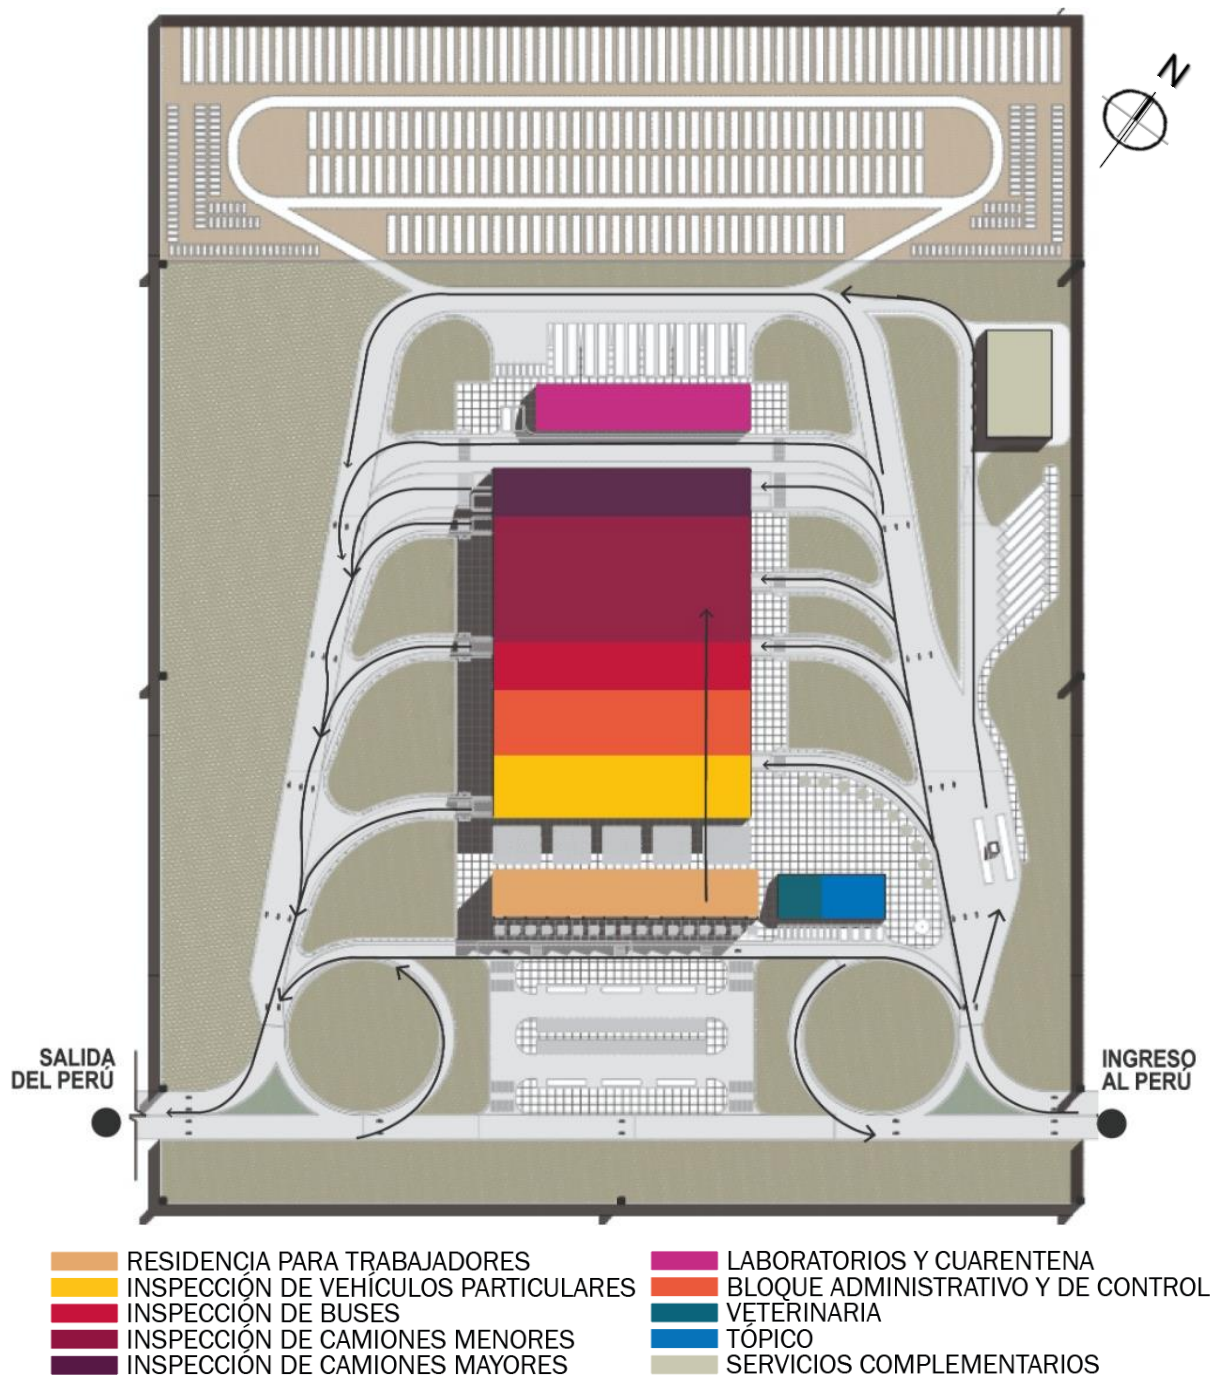 N
SALIDA
DEL PERÚ
INGRESO
AL PERÚ
RESIDENCIA PARA TRABAJADORES
INSPECCIÓN DE VEHÍCULOS PARTICULARES
INSPECCIÓN DE BUSES
INSPECCIÓN DE CAMIONES MENORES
INSPECCIÓN DE CAMIONES MAYORES
LABORATORIOS Y CUARENTENA
BLOQUE ADMINISTRATIVO Y DE CONTROL
VETERINARIA
TÓPICO
SERVICIOS COMPLEMENTARIOS